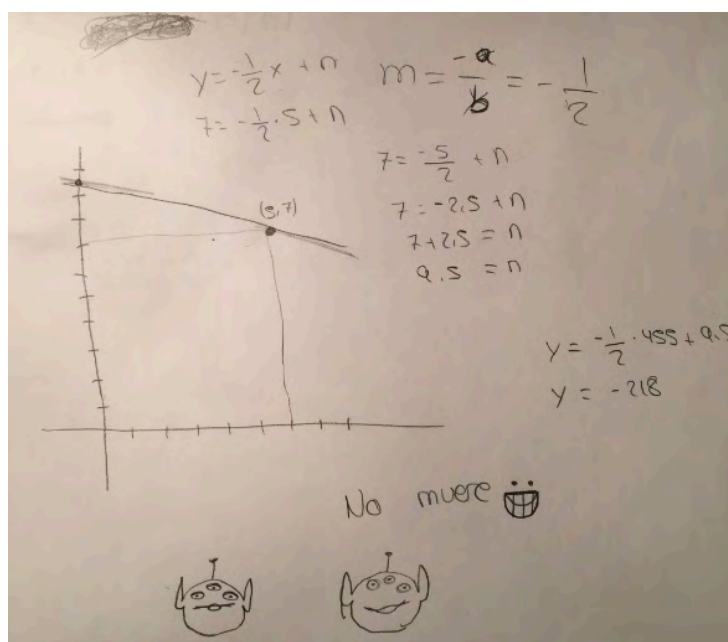 y = -1/2 x + n
7 = -1/2 · 5 + n
m = -a/b = - 1/2
7 = -5/2 + n
7 = -2.5 + n
7 + 2.5 = n
9.5 = n
(5,7)
y = -1/2 · 455 + 9.5
y = -218
No muere